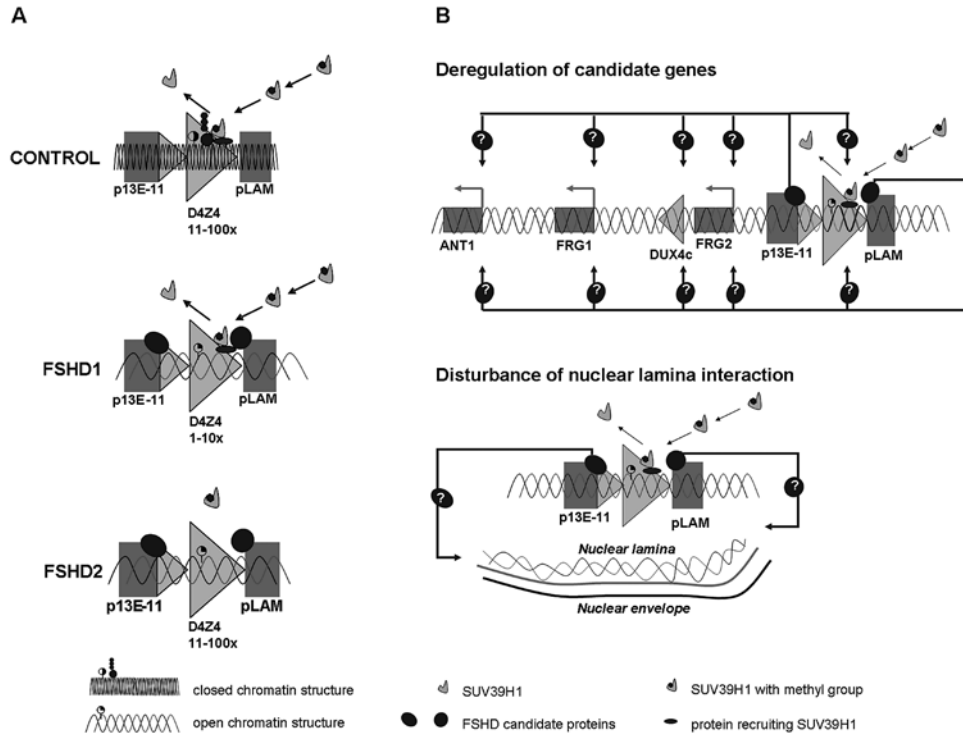 A
CONTROL
p13E-11
pLAM
D4Z4
11-100x
FSHD1
p13E-11
pLAM
D4Z4
1-10x
FSHD2
p13E-11
pLAM
D4Z4
11-100x
B
Deregulation of candidate genes
? ? ? ? ?
ANT1
FRG1
DUX4c
FRG2
p13E-11
pLAM
? ? ? ? ?
Disturbance of nuclear lamina interaction
p13E-11
pLAM
? ?
Nuclear lamina
Nuclear envelope
closed chromatin structure
open chromatin structure
SUV39H1
FSHD candidate proteins
SUV39H1 with methyl group
protein recruiting SUV39H1